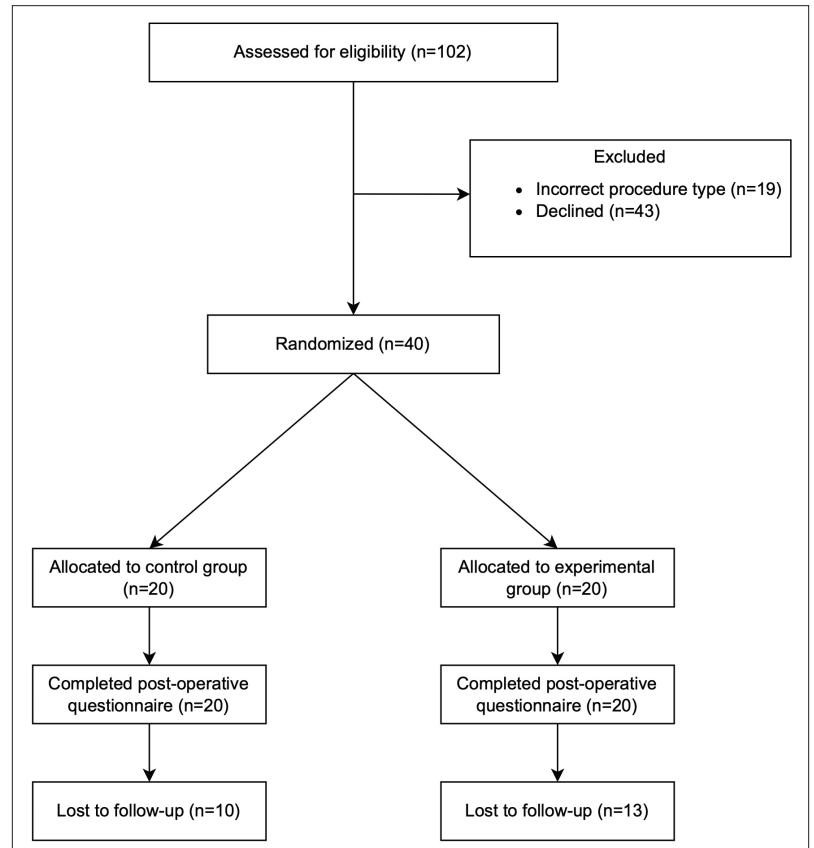 Assessed for eligibility (n=102)
Excluded
• Incorrect procedure type (n=19)
• Declined (n=43)
Randomized (n=40)
Allocated to control group
(n=20)
Allocated to experimental
group (n=20)
Completed post-operative
questionnaire (n=20)
Completed post-operative
questionnaire (n=20)
Lost to follow-up (n=10)
Lost to follow-up (n=13)